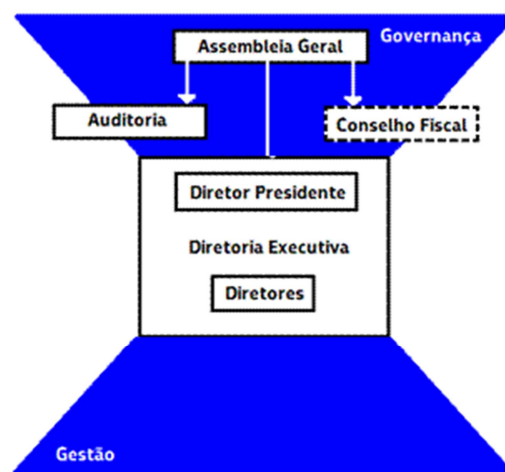 Governança
Assembleia Geral
Auditoria
Conselho Fiscal
Diretor Presidente
Diretoria Executiva
Diretores
Gestão